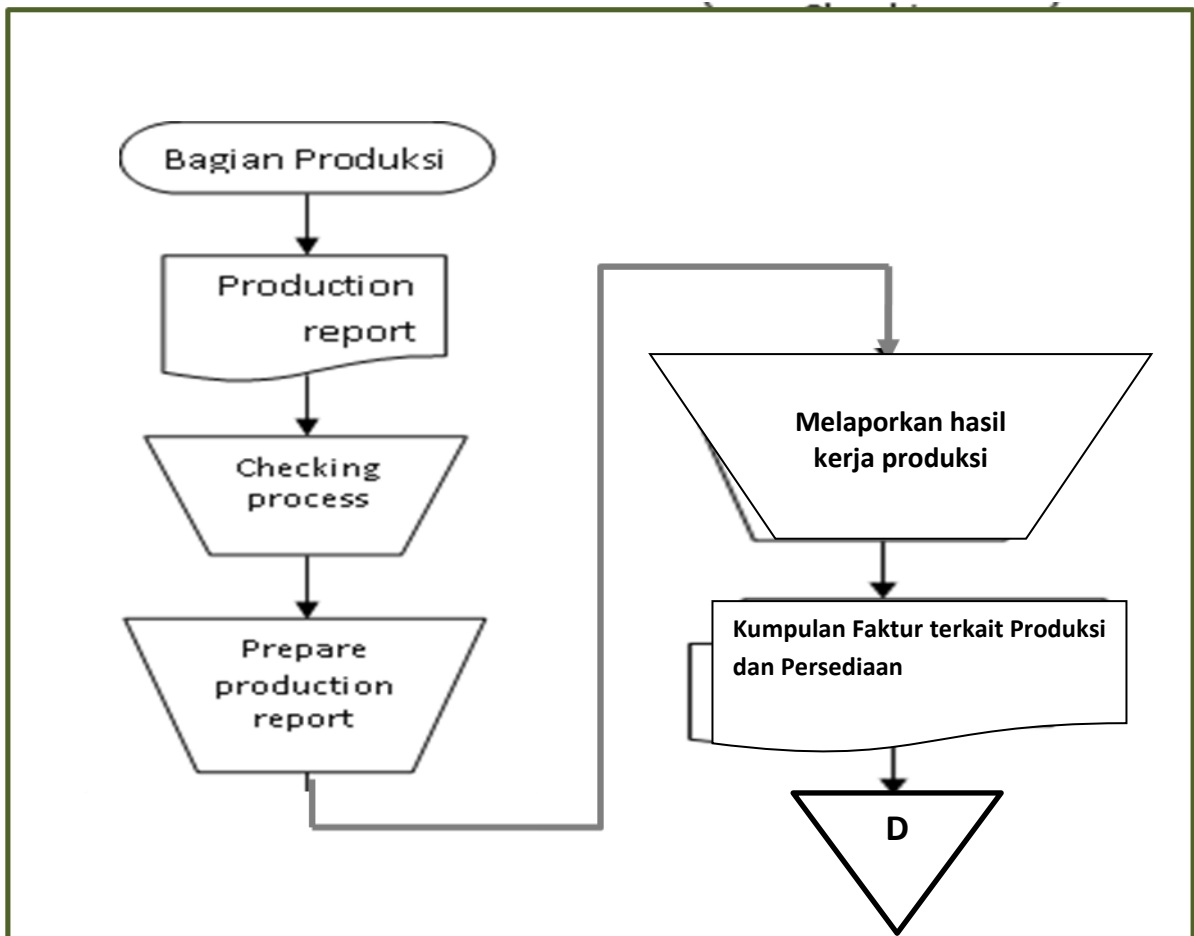 Bagian Produksi
Production
report
Checking
process
Prepare
production
report
Melaporkan hasil
kerja produksi
Kumpulan Faktur terkait Produksi
dan Persediaan
D